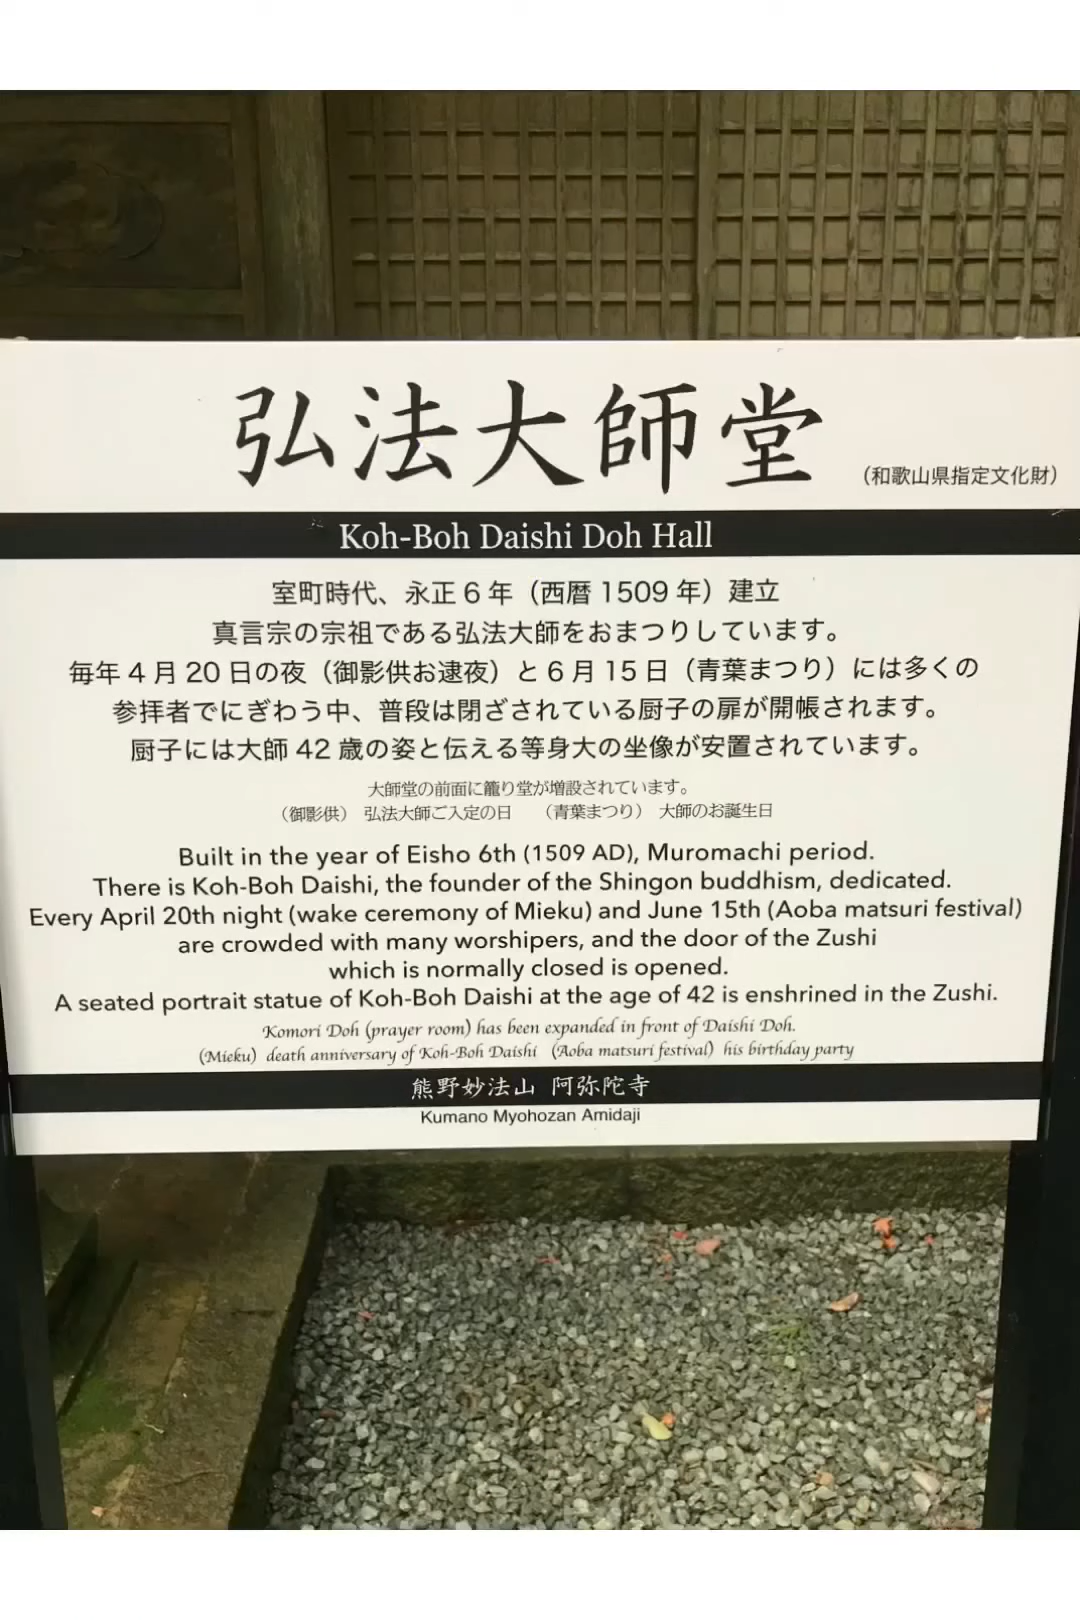 弘法大師堂
（和歌山県指定文化財）
Koh-Boh Daishi Doh Hall
室町時代、永正６年（西暦 1509 年）建立
真言宗の宗祖である弘法大師をおまつりしています。
毎年４月 20 日の夜（御影供お逮夜）と６月 15 日（青葉まつり）には多くの
参拝者でにぎわう中、普段は閉ざされている厨子の扉が開帳されます。
厨子には大師 42 歳の姿と伝える等身大の坐像が安置されています。
大師堂の前面に籠り堂が増設されています。
（御影供） 弘法大師ご入定の日　（青葉まつり） 大師のお誕生日
Built in the year of Eisho 6th (1509 AD), Muromachi period.
There is Koh-Boh Daishi, the founder of the Shingon buddhism, dedicated.
Every April 20th night (wake ceremony of Mieku) and June 15th (Aoba matsuri festival)
are crowded with many worshipers, and the door of the Zushi
which is normally closed is opened.
A seated portrait statue of Koh-Boh Daishi at the age of 42 is enshrined in the Zushi.
Komori Doh (prayer room) has been expanded in front of Daishi Doh.
(Mieku) death anniversary of Koh-Boh Daishi (Aoba matsuri festival) his birthday party
熊野妙法山 阿弥陀寺
Kumano Myohozan Amidaji